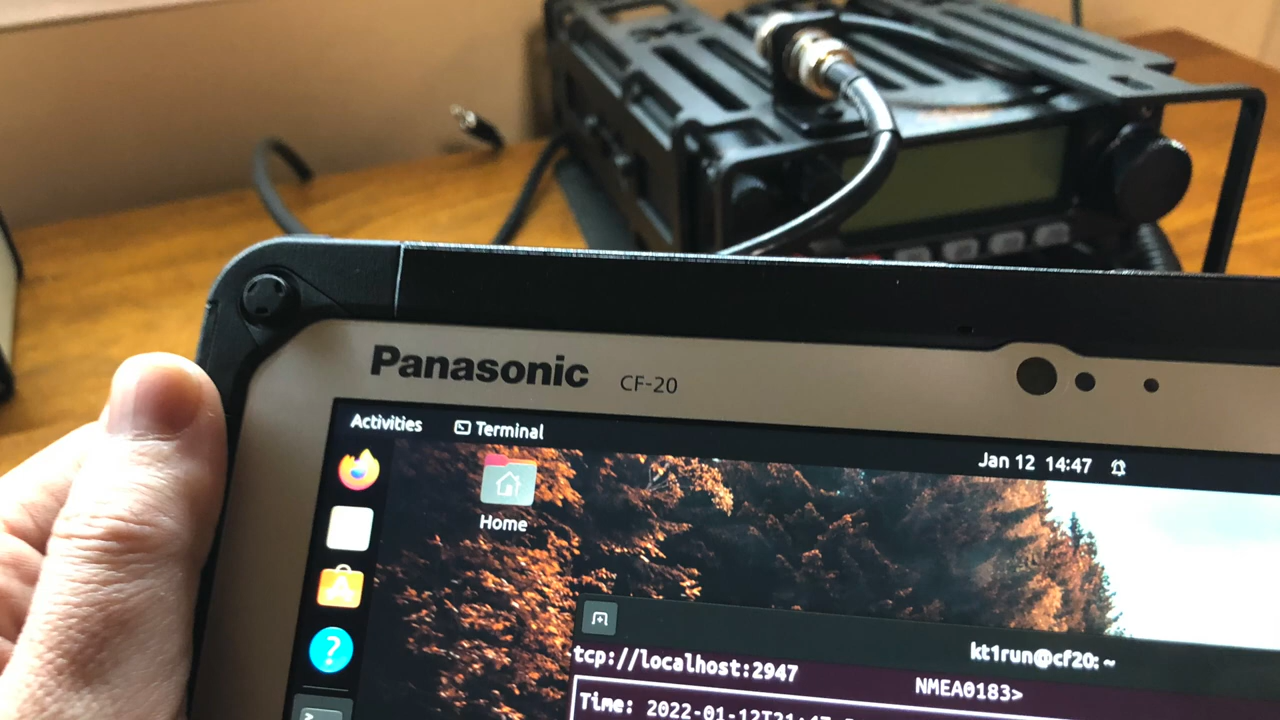 Panasonic CF-20
Activities Terminal
Jan 12 14:47
Home
kt1run@cf20: ~
tcp://localhost:2947
NMEA0183>
Time: 2022-01-12T21:47